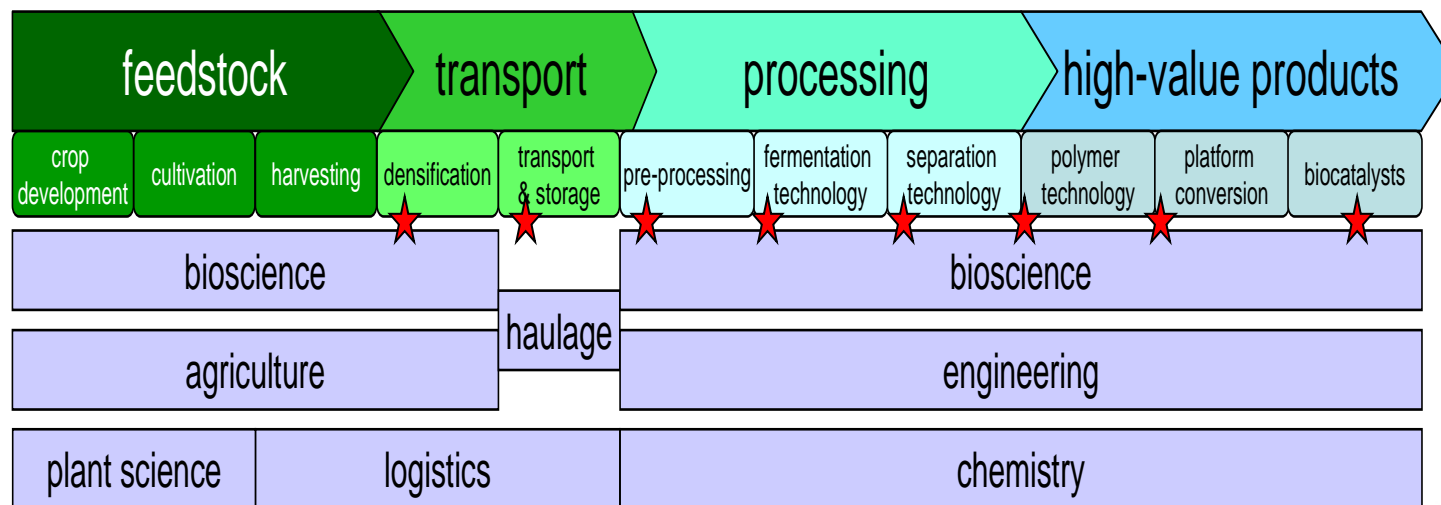 feedstock transport processing high-value products
crop
development
cultivation
harvesting
densification
transport
& storage
pre-processing
fermentation
technology
separation
technology
polymer
technology
platform
conversion
biocatalysts
bioscience
haulage
bioscience
agriculture
engineering
plant science
logistics
chemistry